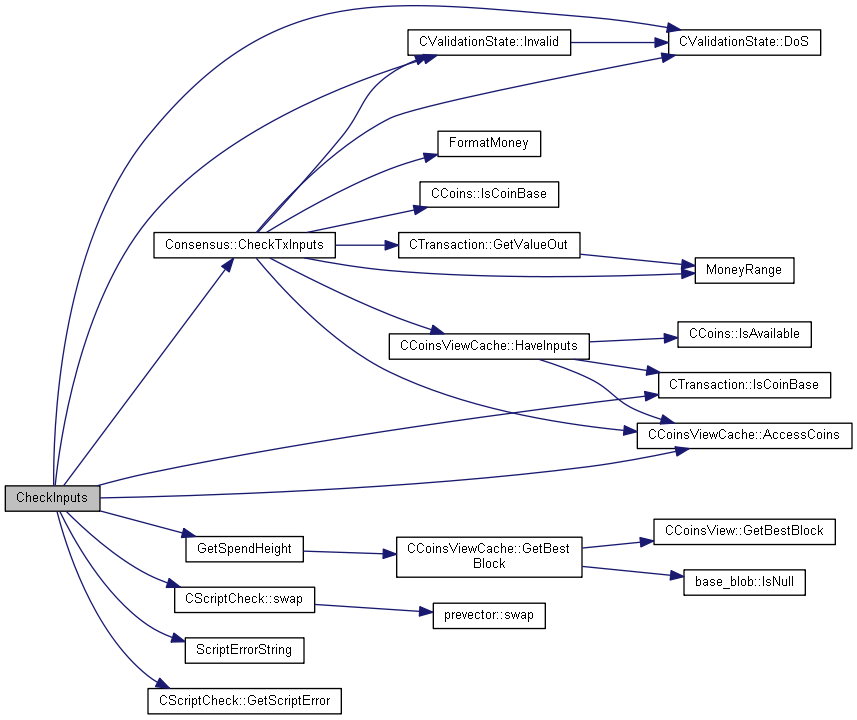 CValidationState::Invalid
CValidationState::DoS
FormatMoney
CCoins::IsCoinBase
Consensus::CheckTxInputs
CTransaction::GetValueOut
MoneyRange
CCoinsViewCache::HaveInputs
CCoins::IsAvailable
CTransaction::IsCoinBase
CCoinsViewCache::AccessCoins
CheckInputs
GetSpendHeight
CCoinsViewCache::GetBest
Block
CCoinsView::GetBestBlock
base_blob::IsNull
CScriptCheck::swap
prevector::swap
ScriptErrorString
CScriptCheck::GetScriptError